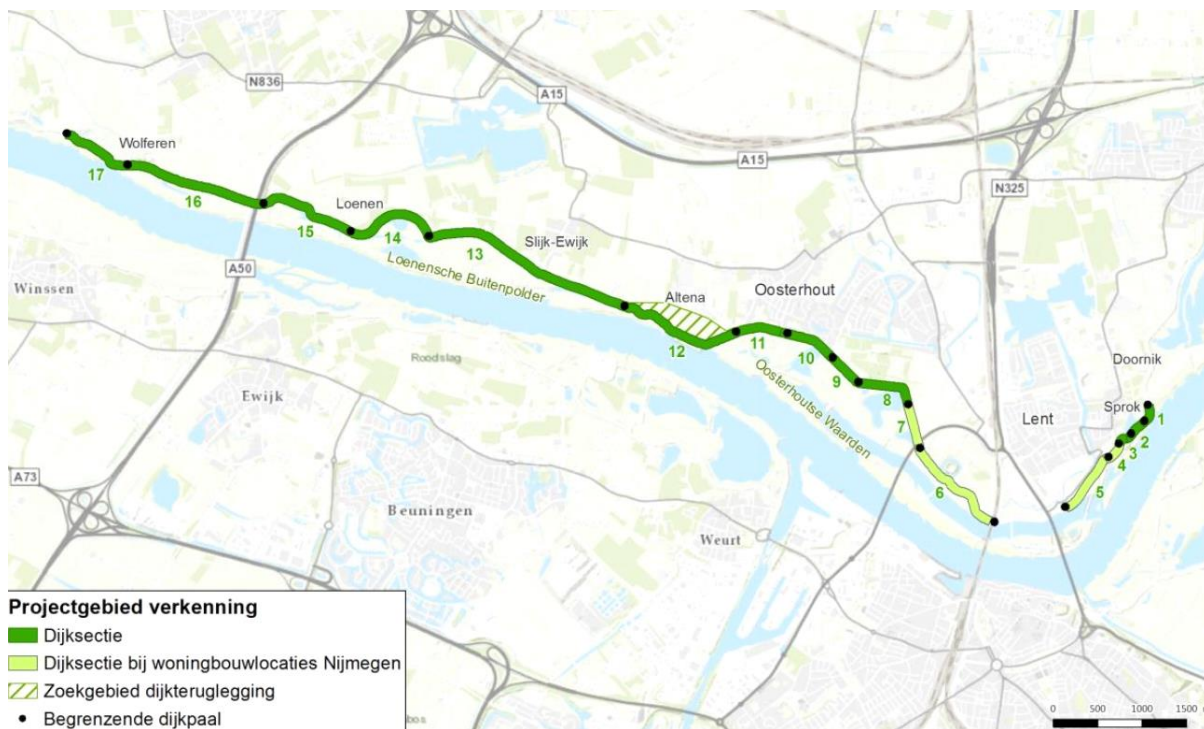 N836
A15
Wolferen
A15
17
N325
16
Loenen
15
14
13
Slijk-Ewijk
Winssen
A50
Loenensche Buitenpolder
Altena
Oosterhout
12
11
10
Roodslag
Doornik
9
8
Ewijk
Oosterhoutse Waarden
7
Lent
Sprok
1
2
3
4
5
6
A73
Beuningen
Weurt
Projectgebied verkenning
Dijksectie
Dijksectie bij woningbouwlocaties Nijmegen
Zoekgebied dijkteruglegging
Begrenzende dijkpaal
bos
0 500 1000 1500